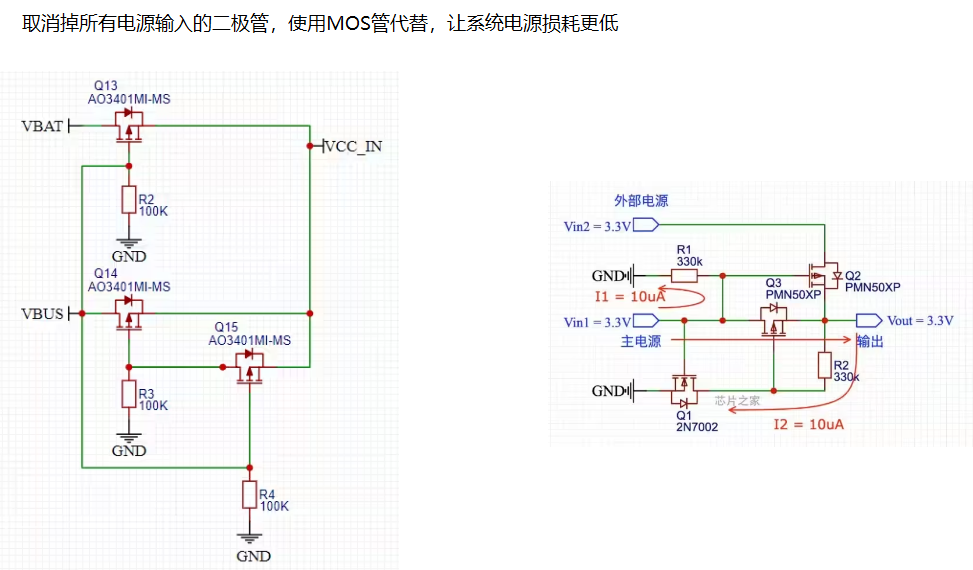 取消掉所有电源输入的二极管，使用MOS管代替，让系统电源损耗更低
Q13
AO3401MI-MS
VBAT
VCC_IN
R2
100K
GND
Q14
AO3401MI-MS
VBUS
Q15
AO3401MI-MS
R3
100K
GND
R4
100K
GND
外部电源
Vin2 = 3.3V
R1
330k
GND
I1 = 10uA
Q3
PMN50XP
Q2
PMN50XP
Vin1 = 3.3V
Vout = 3.3V
主电源
输出
R2
330k
GND
芯片之家
Q1
2N7002
I2 = 10uA